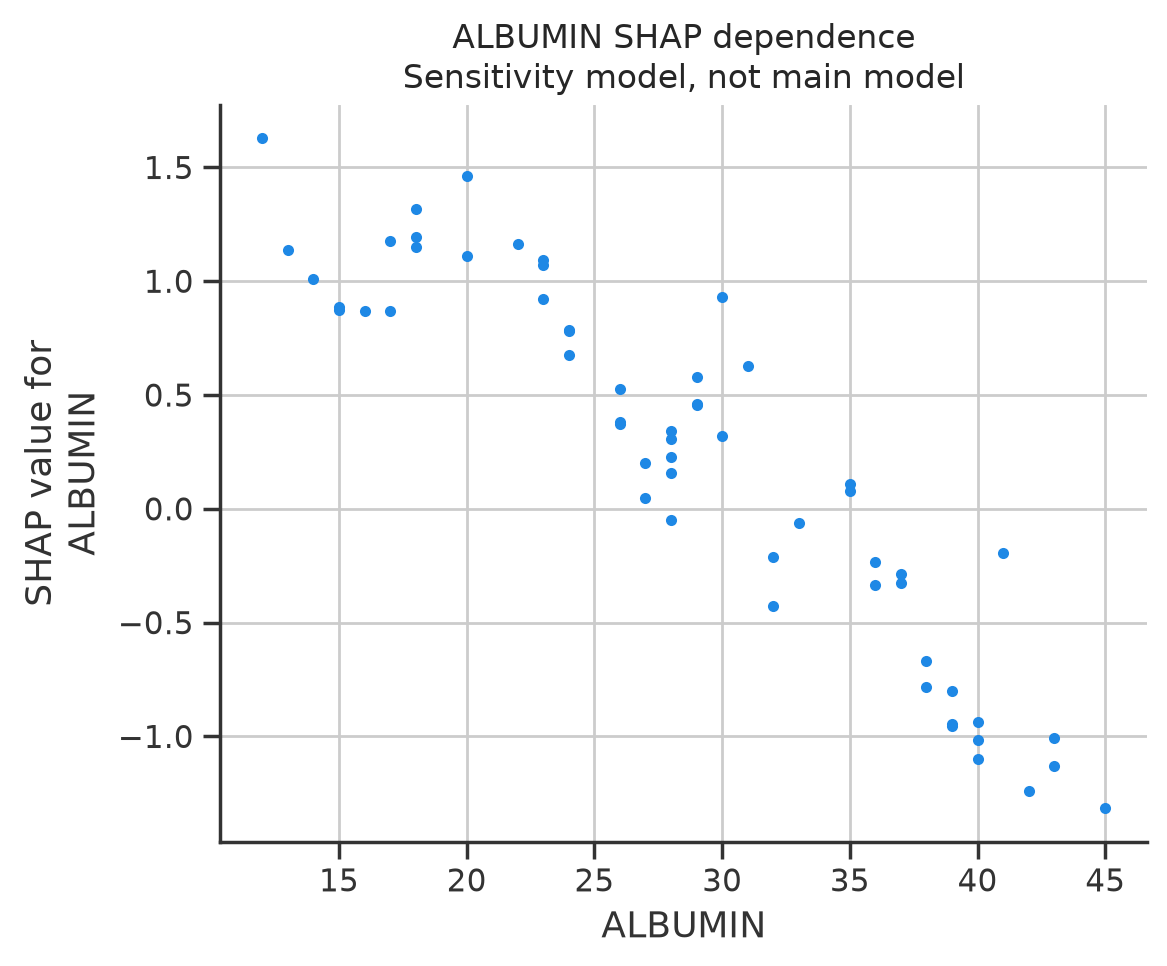 ALBUMIN SHAP dependence
Sensitivity model, not main model
SHAP value for
ALBUMIN
1.5
1.0
0.5
0.0
−0.5
−1.0
15 20 25 30 35 40 45
ALBUMIN